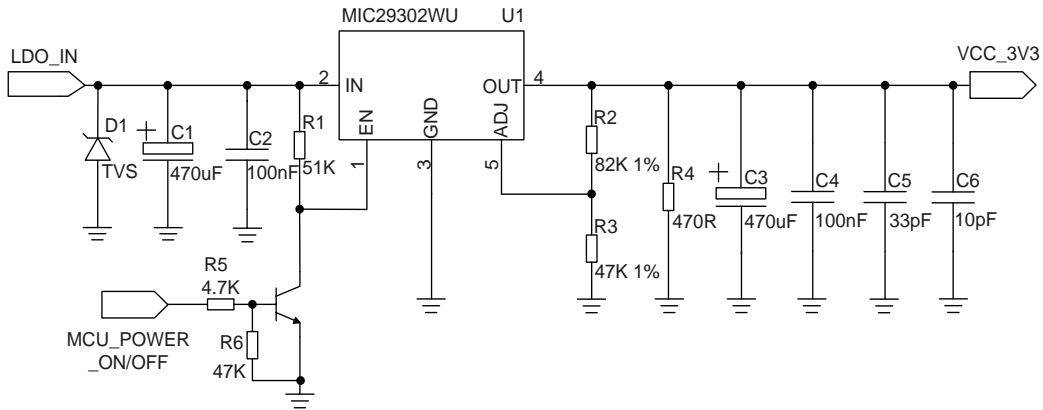 MIC29302WU U1
LDO_IN
VCC_3V3
2 IN
OUT 4
EN
GND
ADJ
1
3
5
D1
TVS
+ C1
470uF
C2
100nF
R1
51K
R2
82K 1%
R3
47K 1%
R4
470R
+ C3
470uF
C4
100nF
C5
33pF
C6
10pF
R5
4.7K
MCU_POWER
_ON/OFF
R6
47K